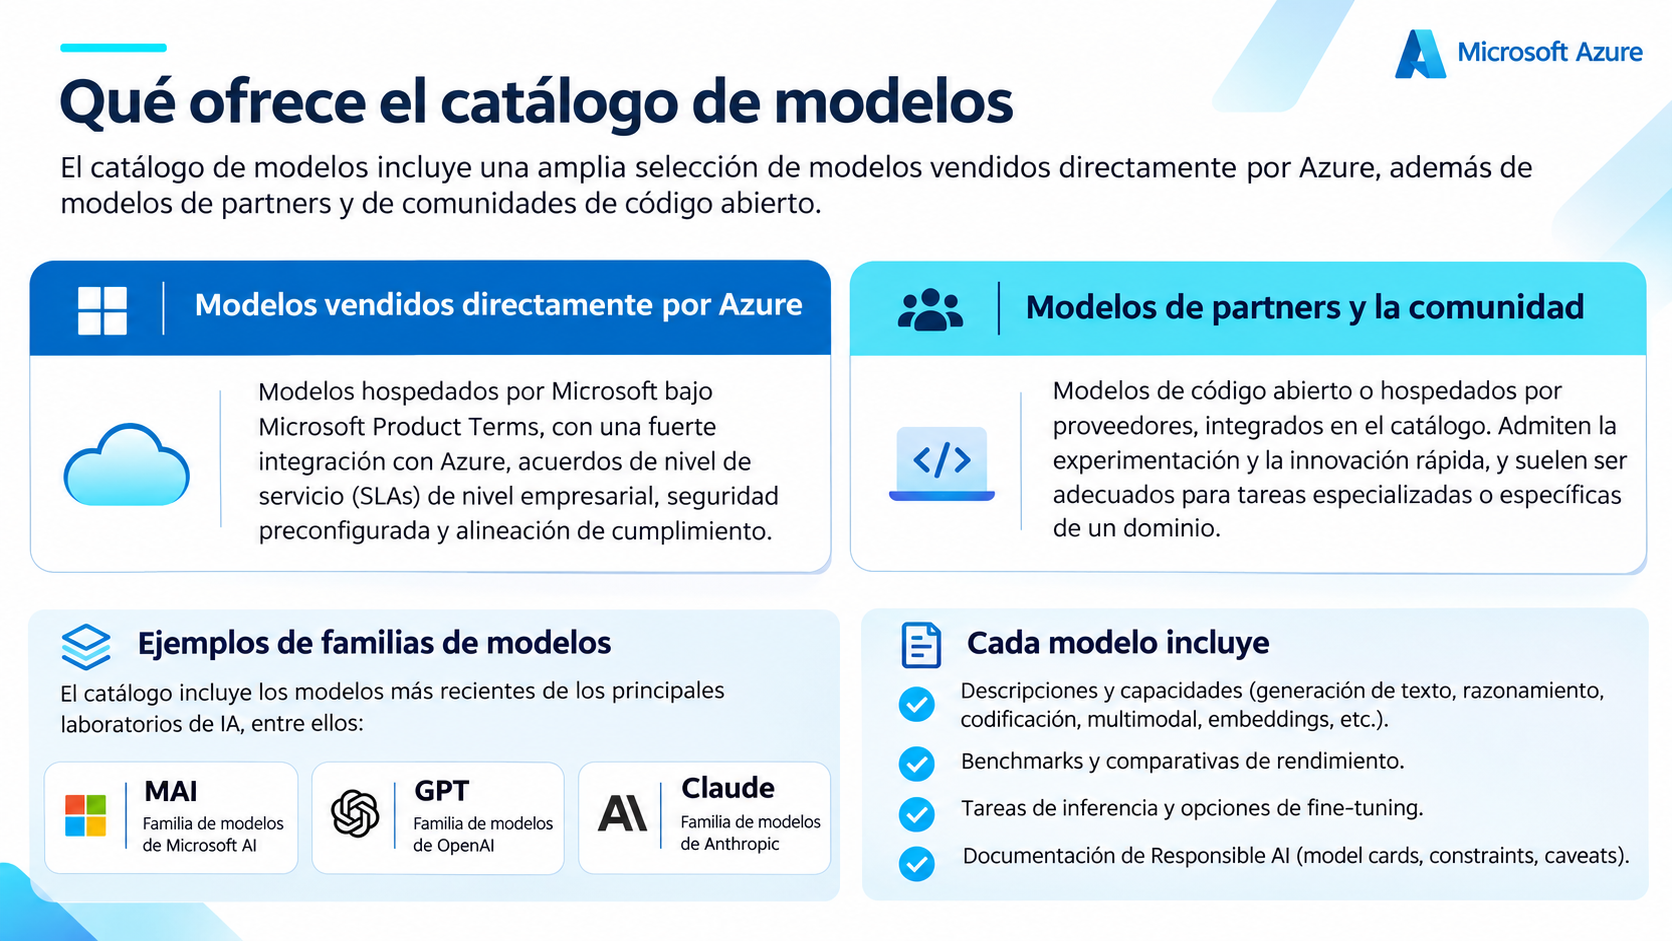 Microsoft Azure
Qué ofrece el catálogo de modelos
El catálogo de modelos incluye una amplia selección de modelos vendidos directamente por Azure, además de
modelos de partners y de comunidades de código abierto.
Modelos vendidos directamente por Azure
Modelos hospedados por Microsoft bajo
Microsoft Product Terms, con una fuerte
integración con Azure, acuerdos de nivel de
servicio (SLAs) de nivel empresarial, seguridad
preconfigurada y alineación de cumplimiento.
Modelos de partners y la comunidad
Modelos de código abierto o hospedados por
proveedores, integrados en el catálogo. Admiten la
experimentación y la innovación rápida, y suelen ser
adecuados para tareas especializadas o específicas
de un dominio.
Ejemplos de familias de modelos
El catálogo incluye los modelos más recientes de los principales
laboratorios de IA, entre ellos:
MAI
Familia de modelos
de Microsoft AI
GPT
Familia de modelos
de OpenAI
Claude
Familia de modelos
de Anthropic
Cada modelo incluye
Descripciones y capacidades (generación de texto, razonamiento,
codificación, multimodal, embeddings, etc.).
Benchmarks y comparativas de rendimiento.
Tareas de inferencia y opciones de fine-tuning.
Documentación de Responsible AI (model cards, constraints, caveats).